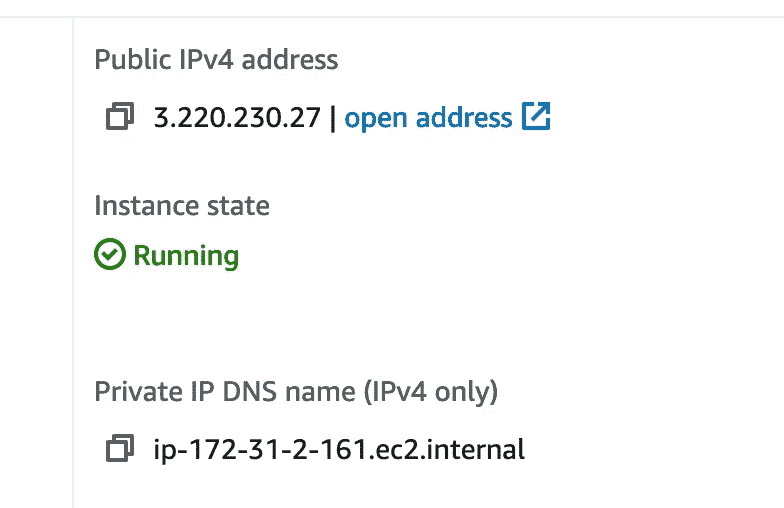 Public IPv4 address
3.220.230.27 | open address
Instance state
Running
Private IP DNS name (IPv4 only)
ip-172-31-2-161.ec2.internal